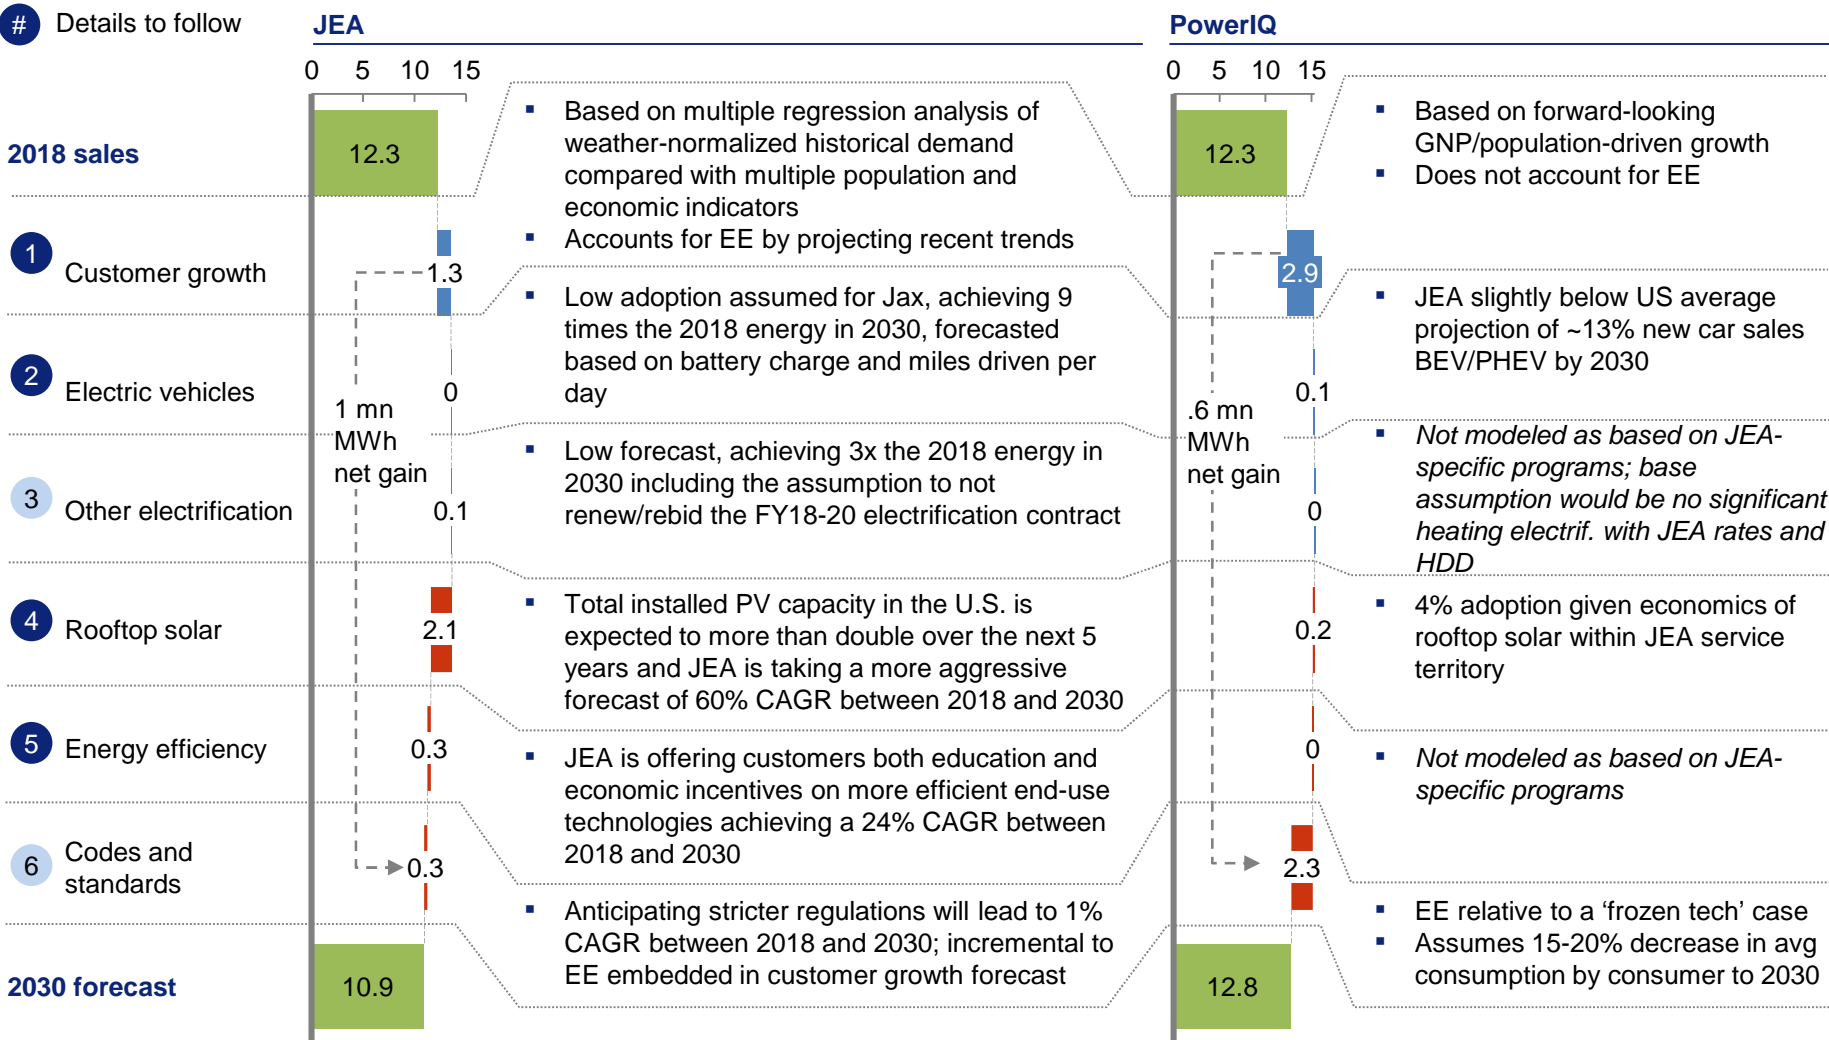 # Details to follow
JEA
PowerIQ
0 5 10 15
0 5 10 15
2018 sales
12.3
▪ Based on multiple regression analysis of
weather-normalized historical demand
compared with multiple population and
economic indicators
▪ Accounts for EE by projecting recent trends
12.3
▪ Based on forward-looking
GNP/population-driven growth
▪ Does not account for EE
1 Customer growth
1.3
2.9
2 Electric vehicles
0
▪ Low adoption assumed for Jax, achieving 9
times the 2018 energy in 2030, forecasted
based on battery charge and miles driven per
day
0.1
▪ JEA slightly below US average
projection of ~13% new car sales
BEV/PHEV by 2030
1 mn
MWh
net gain
.6 mn
MWh
net gain
3 Other electrification
0.1
▪ Low forecast, achieving 3x the 2018 energy in
2030 including the assumption to not
renew/rebid the FY18-20 electrification contract
0
▪ Not modeled as based on JEA-
specific programs; base
assumption would be no significant
heating electrif. with JEA rates and
HDD
4 Rooftop solar
2.1
▪ Total installed PV capacity in the U.S. is
expected to more than double over the next 5
years and JEA is taking a more aggressive
forecast of 60% CAGR between 2018 and 2030
0.2
▪ 4% adoption given economics of
rooftop solar within JEA service
territory
5 Energy efficiency
0.3
▪ JEA is offering customers both education and
economic incentives on more efficient end-use
technologies achieving a 24% CAGR between
2018 and 2030
0
▪ Not modeled as based on JEA-
specific programs
6 Codes and
standards
0.3
▪ Anticipating stricter regulations will lead to 1%
CAGR between 2018 and 2030; incremental to
EE embedded in customer growth forecast
2.3
▪ EE relative to a ‘frozen tech’ case
▪ Assumes 15-20% decrease in avg
consumption by consumer to 2030
2030 forecast
10.9
12.8